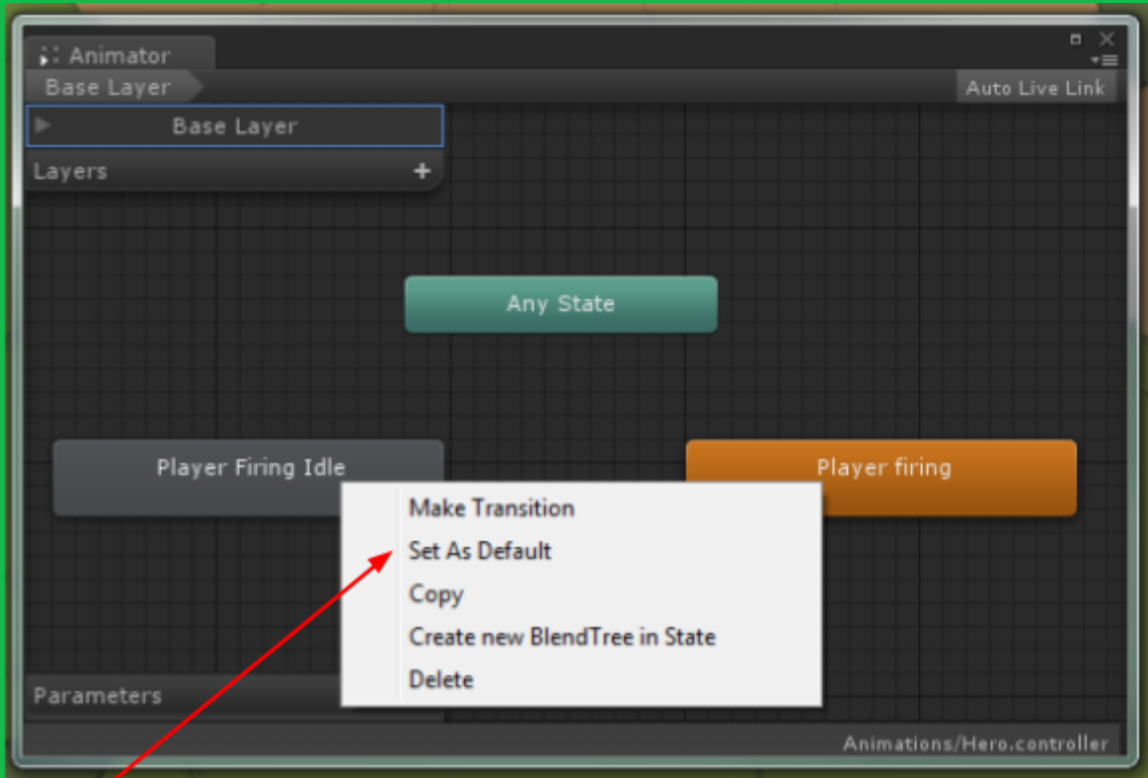 Animator
Base Layer
Auto Live Link
Base Layer
Layers
Any State
Player Firing Idle
Player firing
Make Transition
Set As Default
Copy
Create new BlendTree in State
Delete
Parameters
Animations/Hero.controller